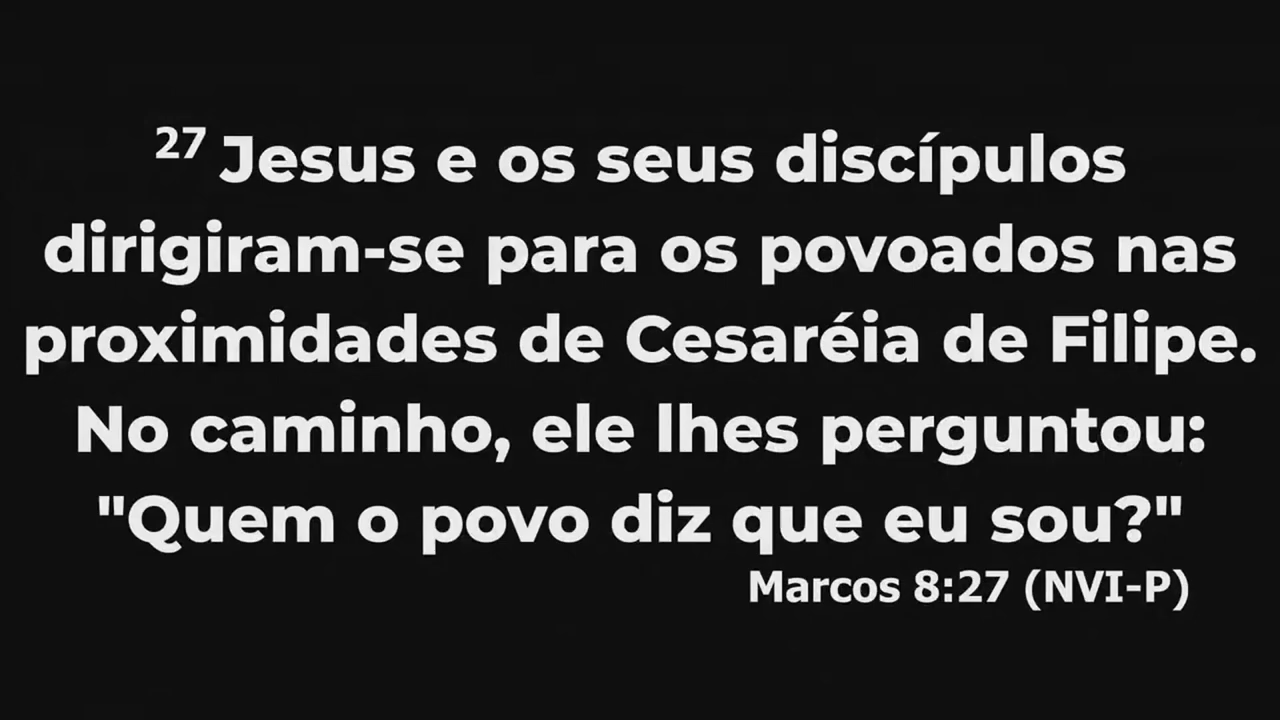 27 Jesus e os seus discípulos
dirigiram-se para os povoados nas
proximidades de Cesaréia de Filipe.
No caminho, ele lhes perguntou:
"Quem o povo diz que eu sou?"
Marcos 8:27 (NVI-P)